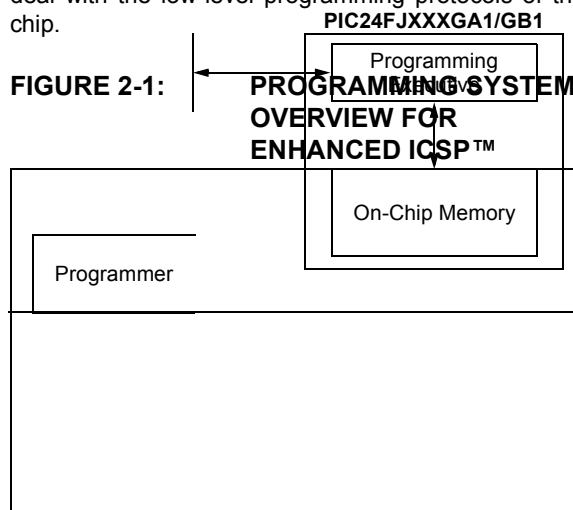 deal with the low-level programming protocols of th
chip.
PIC24FJXXXGA1/GB1
Programming
Executive
FIGURE 2-1: PROGRAMMING SYSTEM
OVERVIEW FOR
ENHANCED ICSP™
On-Chip Memory
Programmer